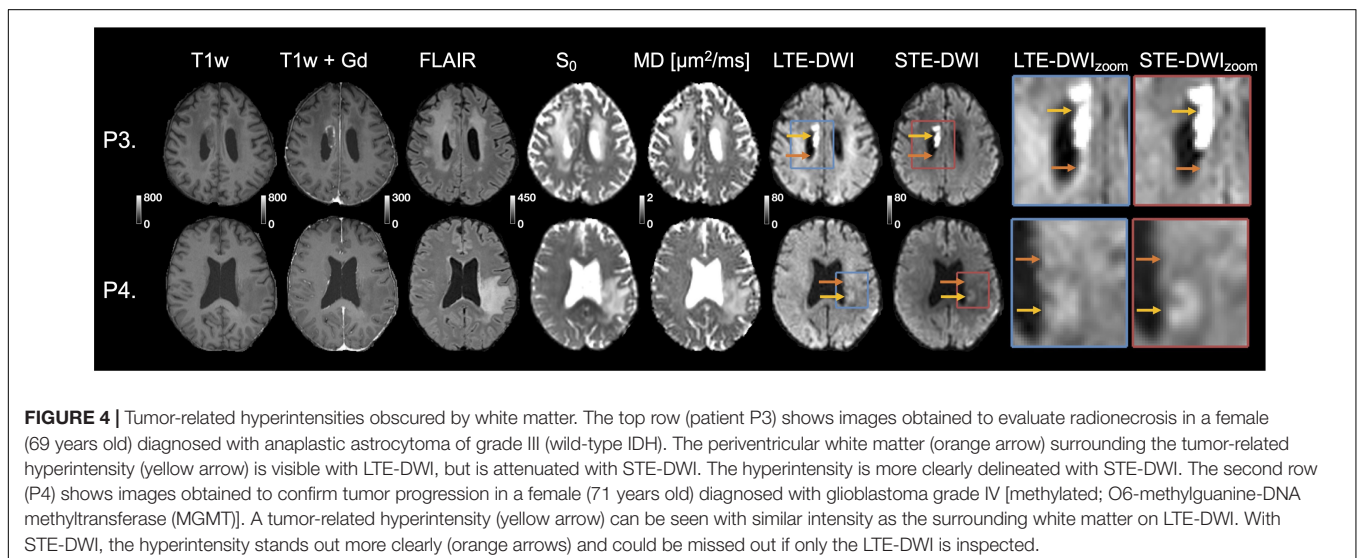 T1w T1w + Gd FLAIR S0 MD [μm2/ms] LTE-DWI STE-DWI LTE-DWIzoom STE-DWIzoom
P3.
800 0 800 0 300 0 450 0 2 0 80 0 80 0
P4.
FIGURE 4 | Tumor-related hyperintensities obscured by white matter. The top row (patient P3) shows images obtained to evaluate radionecrosis in a female
(69 years old) diagnosed with anaplastic astrocytoma of grade III (wild-type IDH). The periventricular white matter (orange arrow) surrounding the tumor-related
hyperintensity (yellow arrow) is visible with LTE-DWI, but is attenuated with STE-DWI. The hyperintensity is more clearly delineated with STE-DWI. The second row
(P4) shows images obtained to confirm tumor progression in a female (71 years old) diagnosed with glioblastoma grade IV [methylated; O6-methylguanine-DNA
methyltransferase (MGMT)]. A tumor-related hyperintensity (yellow arrow) can be seen with similar intensity as the surrounding white matter on LTE-DWI. With
STE-DWI, the hyperintensity stands out more clearly (orange arrows) and could be missed out if only the LTE-DWI is inspected.